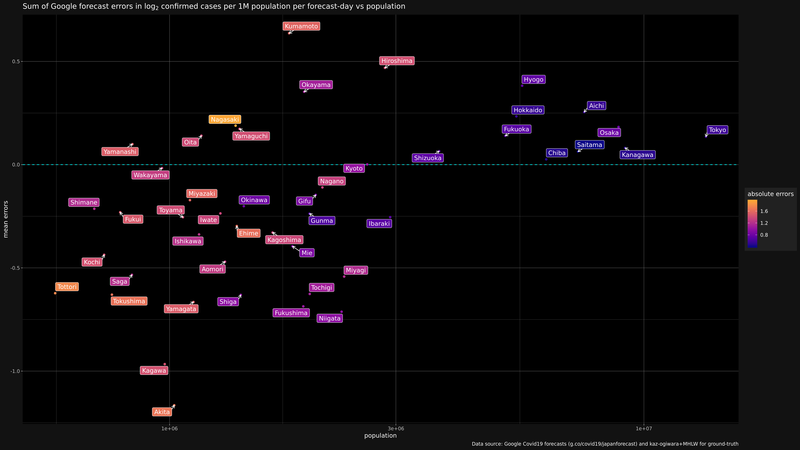 Sum of Google forecast errors in log₂ confirmed cases per 1M population per forecast-day vs population
Kumamoto
0.5
Hiroshima
Hyogo
Okayama
Aichi
Hokkaido
Nagasaki
Fukuoka
Tokyo
Osaka
Yamaguchi
Oita
Saitama
Yamanashi
Chiba
Kanagawa
Shizuoka
0.0
Kyoto
Wakayama
Nagano
Miyazaki
absolute errors
1.6
1.2
0.8
Shimane
Okinawa
Gifu
Toyama
mean errors
Fukui
Iwate
Gunma
Ibaraki
Ehime
Ishikawa
Kagoshima
Mie
Kochi
-0.5
Aomori
Miyagi
Saga
Tottori
Tochigi
Tokushima
Shiga
Yamagata
Fukushima
Niigata
-1.0
Kagawa
Akita
1e+06
3e+06
1e+07
population
Data source: Google Covid19 forecasts (g.co/covid19/japanforecast) and kaz-ogiwara+MHLW for ground-truth